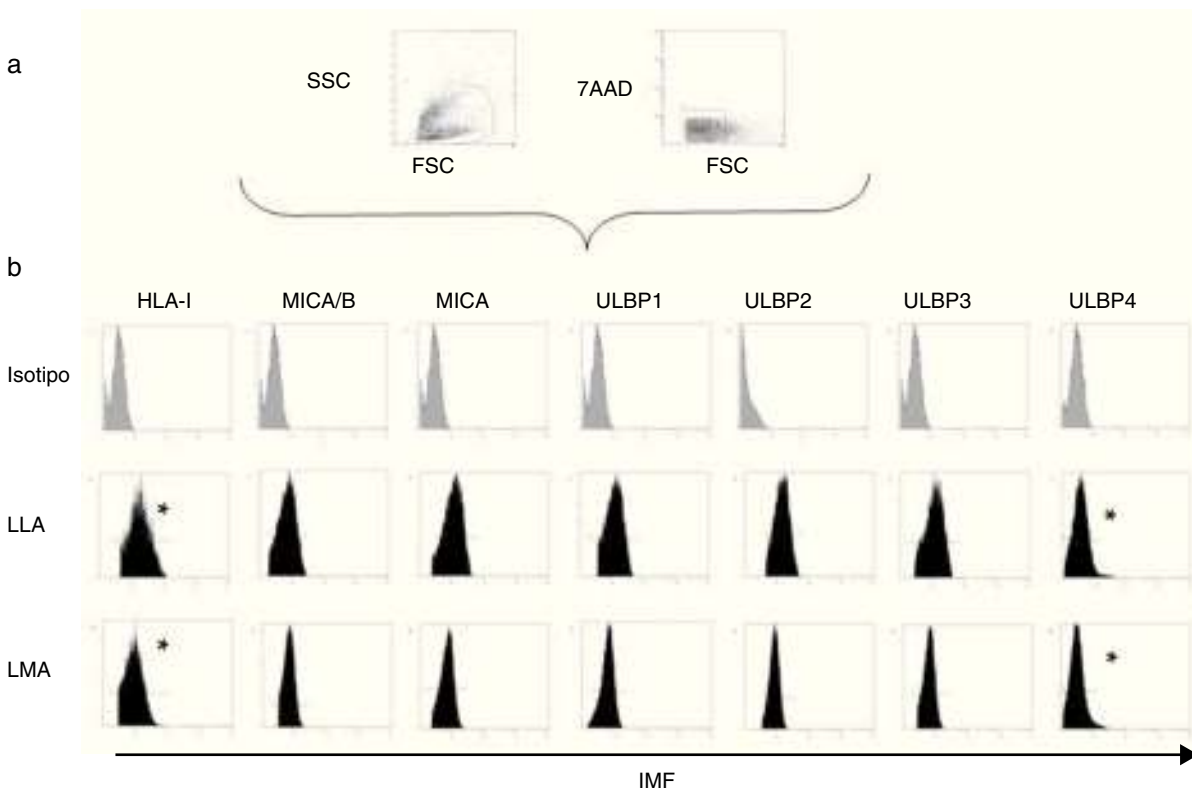 a
SSC
7AAD
FSC
FSC
b
HLA-I MICA/B MICA ULBP1 ULBP2 ULBP3 ULBP4
Isotipo
LLA
*
*
LMA
*
*
IMF